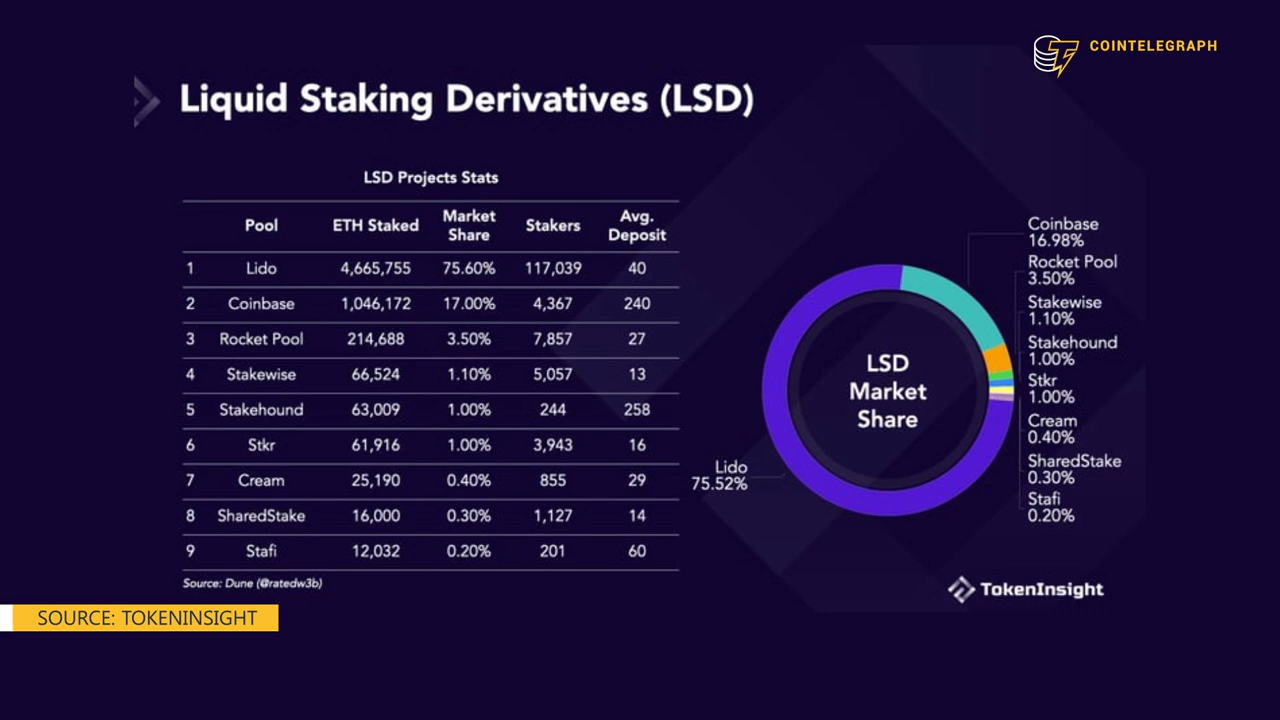 COINTELEGRAPH
Liquid Staking Derivatives (LSD)
LSD Projects Stats
Pool ETH Staked Market Share Stakers Avg. Deposit
1 Lido 4,665,755 75.60% 117,039 40
2 Coinbase 1,046,172 17.00% 4,367 240
3 Rocket Pool 214,688 3.50% 7,857 27
4 Stakewise 66,524 1.10% 5,057 13
5 Stakehound 63,009 1.00% 244 258
6 Stkr 61,916 1.00% 3,943 16
7 Cream 25,190 0.40% 855 29
8 SharedStake 16,000 0.30% 1,127 14
9 Stafi 12,032 0.20% 201 60
Source: Dune (@ratedw3b)
LSD
Market
Share
Coinbase
16.98%
Rocket Pool
3.50%
Stakewise
1.10%
Stakehound
1.00%
Stkr
1.00%
Cream
0.40%
SharedStake
0.30%
Stafi
0.20%
Lido
75.52%
TokenInsight
SOURCE: TOKENINSIGHT